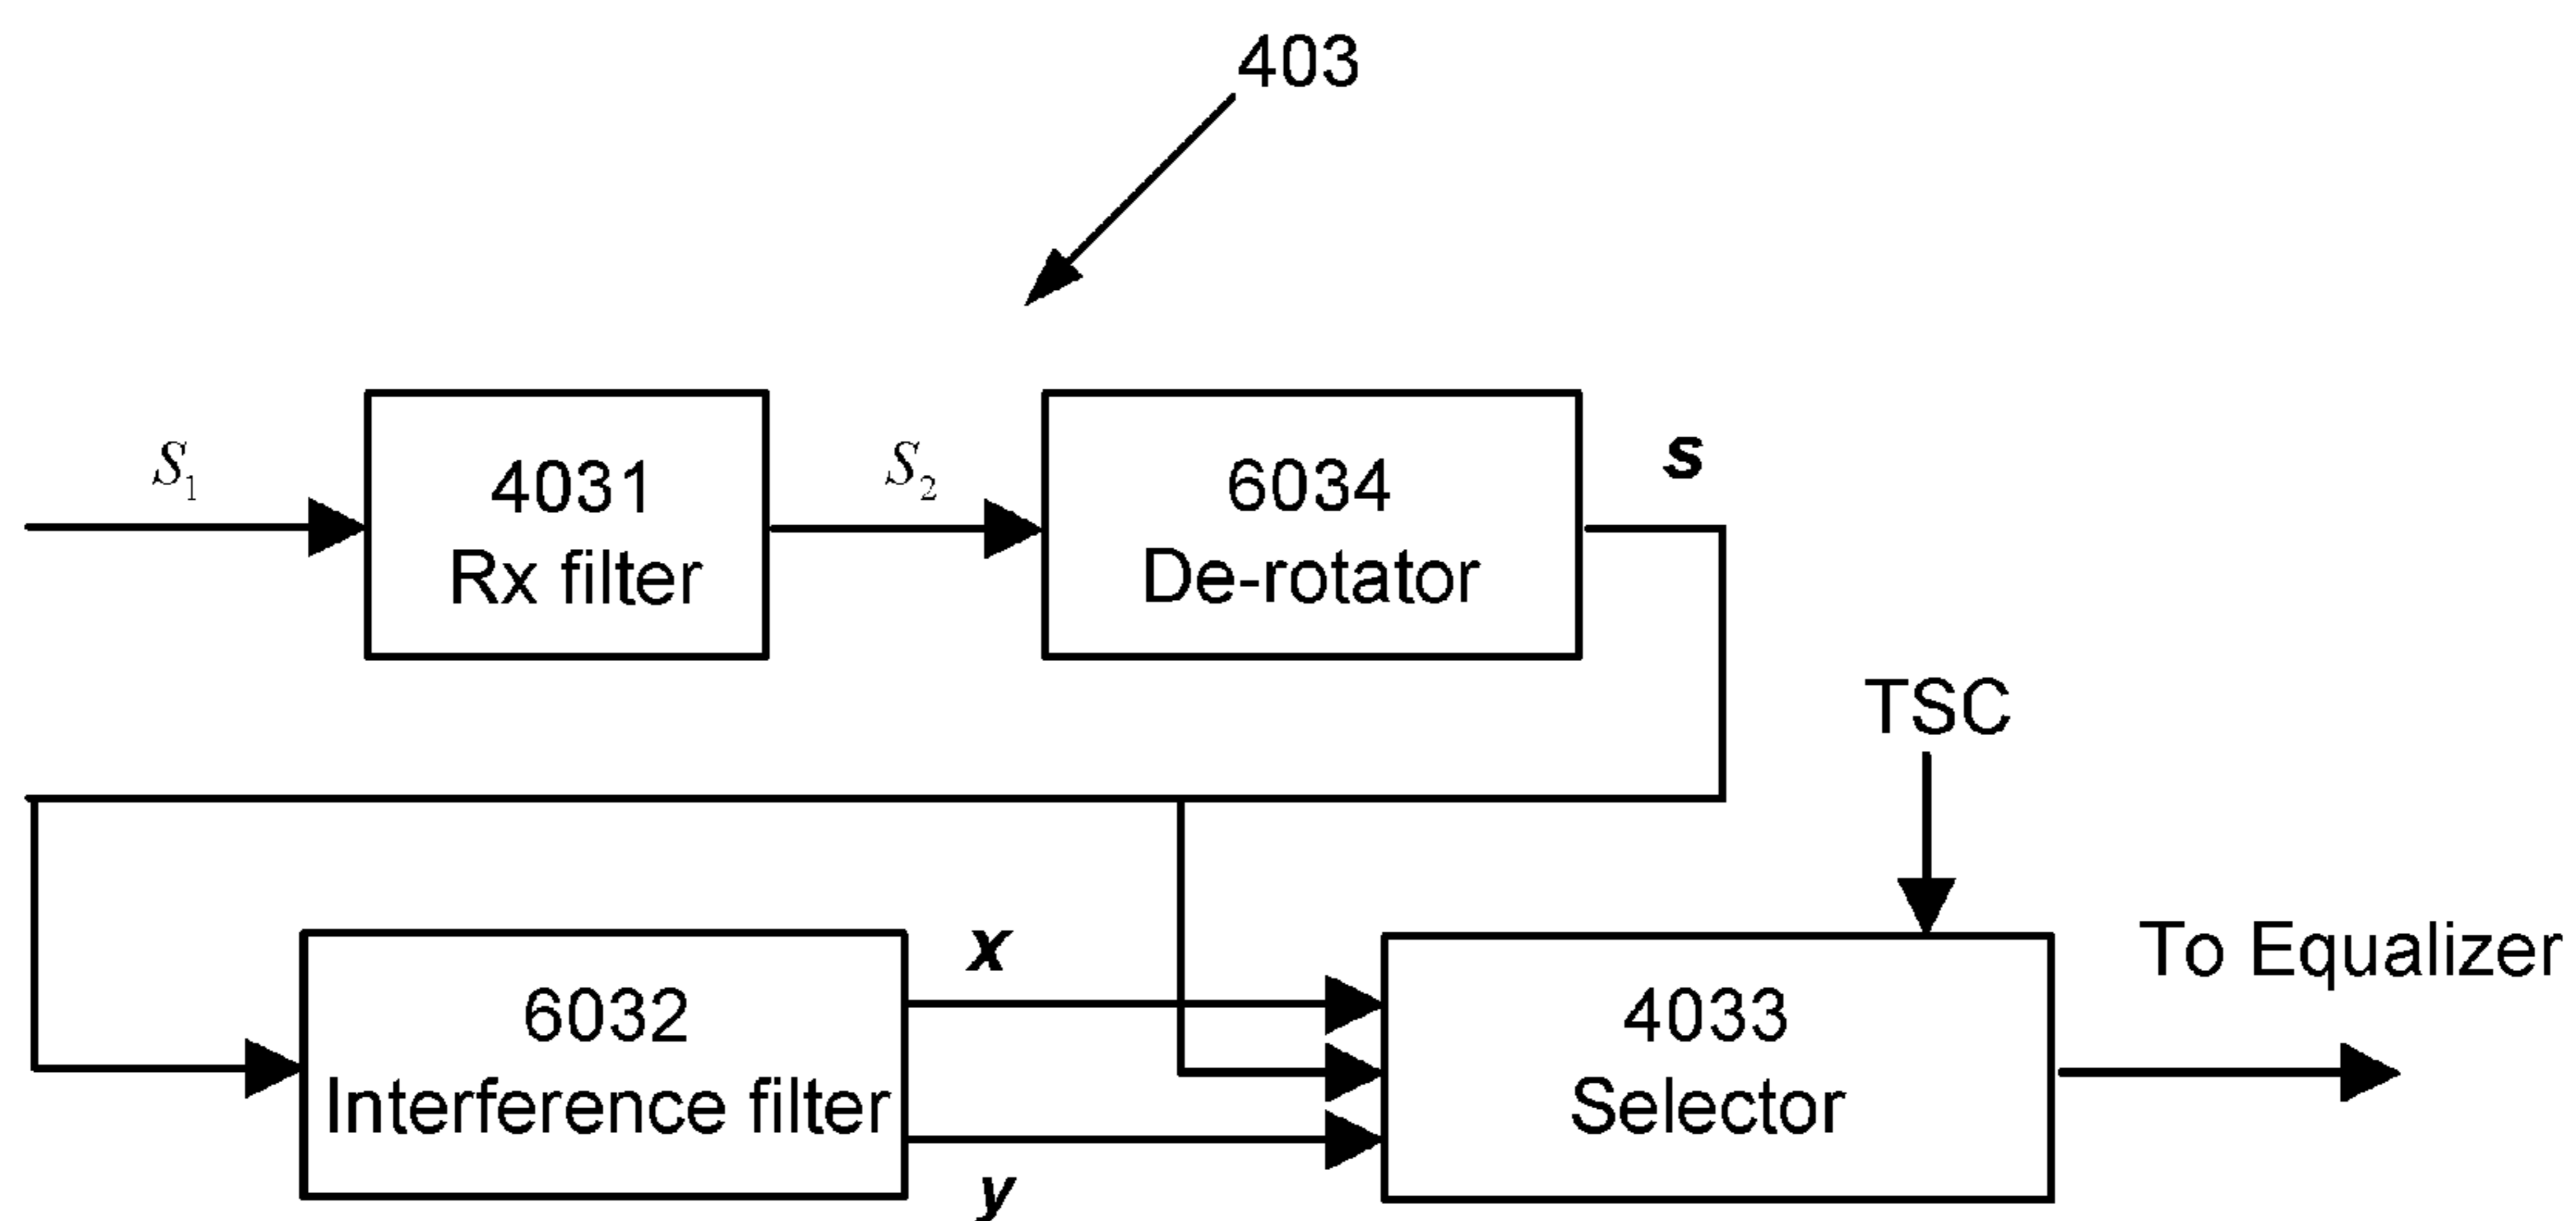 403
S1
4031
Rx filter
S2
6034
De-rotator
s
TSC
6032
Interference filter
x
y
4033
Selector
To Equalizer